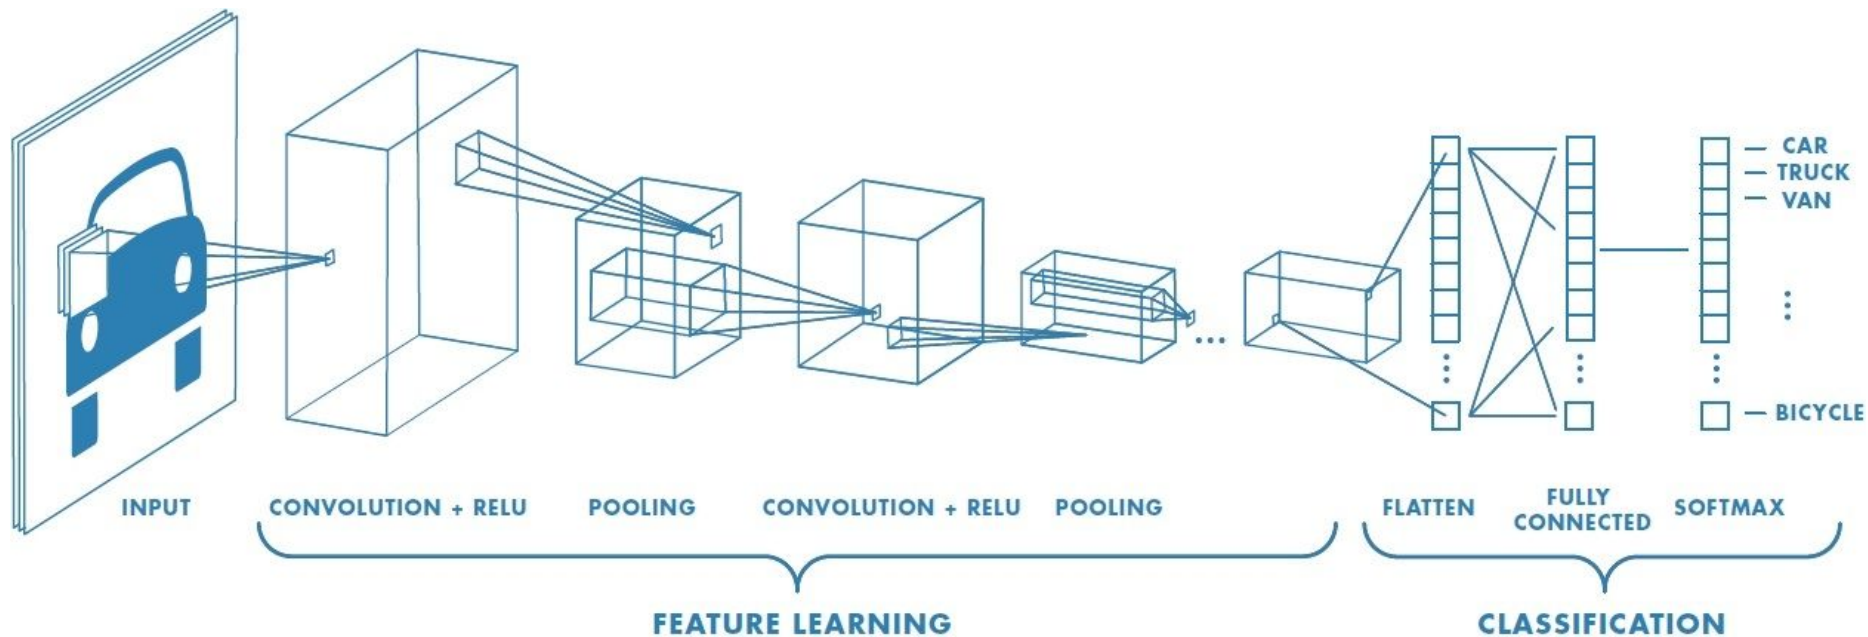 CAR
TRUCK
VAN
BICYCLE
INPUT
CONVOLUTION + RELU
POOLING
CONVOLUTION + RELU
POOLING
FLATTEN
FULLY
CONNECTED
SOFTMAX
FEATURE LEARNING
CLASSIFICATION